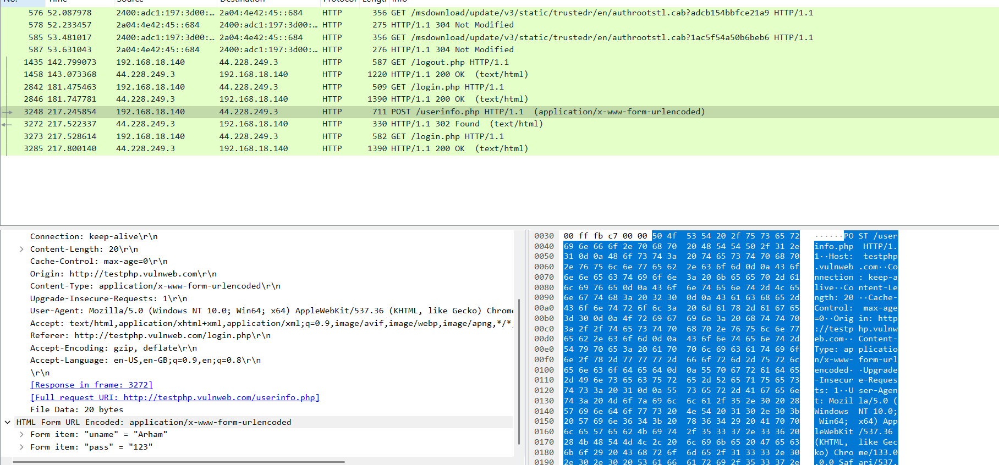 No. Time Source Destination Protocol Length Info
576 52.087978 2400:adc1:197:3d00:… 2a04:4e42:45::684 HTTP 356 GET /msdownload/update/v3/static/trustedr/en/authrootstl.cab?adcb154bbfce21a9 HTTP/1.1
578 52.233457 2a04:4e42:45::684 2400:adc1:197:3d00:… HTTP 275 HTTP/1.1 304 Not Modified
585 53.481017 2400:adc1:197:3d00:… 2a04:4e42:45::684 HTTP 356 GET /msdownload/update/v3/static/trustedr/en/authrootstl.cab?1ac5f54a50b6beb6 HTTP/1.1
587 53.631043 2a04:4e42:45::684 2400:adc1:197:3d00:… HTTP 276 HTTP/1.1 304 Not Modified
1435 142.799073 192.168.18.140 44.228.249.3 HTTP 587 GET /logout.php HTTP/1.1
1458 143.073368 44.228.249.3 192.168.18.140 HTTP 1220 HTTP/1.1 200 OK (text/html)
2842 181.475463 192.168.18.140 44.228.249.3 HTTP 509 GET /login.php HTTP/1.1
2846 181.747781 44.228.249.3 192.168.18.140 HTTP 1390 HTTP/1.1 200 OK (text/html)
3248 217.245854 192.168.18.140 44.228.249.3 HTTP 711 POST /userinfo.php HTTP/1.1 (application/x-www-form-urlencoded)
3272 217.522337 44.228.249.3 192.168.18.140 HTTP 330 HTTP/1.1 302 Found (text/html)
3273 217.528614 192.168.18.140 44.228.249.3 HTTP 582 GET /login.php HTTP/1.1
3285 217.800140 44.228.249.3 192.168.18.140 HTTP 1390 HTTP/1.1 200 OK (text/html)
Connection: keep-alive\r\n
Content-Length: 20\r\n
Cache-Control: max-age=0\r\n
Origin: http://testphp.vulnweb.com\r\n
Content-Type: application/x-www-form-urlencoded\r\n
Upgrade-Insecure-Requests: 1\r\n
User-Agent: Mozilla/5.0 (Windows NT 10.0; Win64; x64) AppleWebKit/537.36 (KHTML, like Gecko) Chrome
Accept: text/html,application/xhtml+xml,application/xml;q=0.9,image/avif,image/webp,image/apng,*/*,
Referer: http://testphp.vulnweb.com/login.php\r\n
Accept-Encoding: gzip, deflate\r\n
Accept-Language: en-US,en-GB;q=0.9,en;q=0.8\r\n
\r\n
[Response in frame: 3272]
[Full request URI: http://testphp.vulnweb.com/userinfo.php]
File Data: 20 bytes
HTML Form URL Encoded: application/x-www-form-urlencoded
Form item: "uname" = "Arham"
Form item: "pass" = "123"
0030 00 ff fb c7 00 00 50 4f 53 54 20 2f 75 73 65 72 ······PO ST /user
0040 69 6e 66 6f 2e 70 68 70 20 48 54 54 50 2f 31 2e info.php HTTP/1.
0050 31 0d 0a 48 6f 73 74 3a 20 74 65 73 74 70 68 70 1··Host: testphp
0060 2e 76 75 6c 6e 77 65 62 2e 63 6f 6d 0d 0a 43 6f .vulnweb .com··Co
0070 6e 6e 65 63 74 69 6f 6e 3a 20 6b 65 65 70 2d 61 nnection : keep-a
0080 6c 69 76 65 0d 0a 43 6f 6e 74 65 6e 74 2d 4c 65 live··Co ntent-Le
0090 6e 67 74 68 3a 20 32 30 0d 0a 43 61 63 68 65 2d ngth: 20 ··Cache-
00a0 43 6f 6e 74 72 6f 6c 3a 20 6d 61 78 2d 61 67 65 Control: max-age
00b0 3d 30 0d 0a 4f 72 69 67 69 6e 3a 20 68 74 74 70 =0··Orig in: http
00c0 3a 2f 2f 74 65 73 74 70 68 70 2e 76 75 6c 6e 77 ://testp hp.vulnw
00d0 65 62 2e 63 6f 6d 0d 0a 43 6f 6e 74 65 6e 74 2d eb.com·· Content-
00e0 54 79 70 65 3a 20 61 70 70 6c 69 63 61 74 69 6f Type: ap plicatio
00f0 6e 2f 78 2d 77 77 77 2d 66 6f 72 6d 2d 75 72 6c n/x-www- form-url
0100 65 6e 63 6f 64 65 64 0d 0a 55 70 67 72 61 64 65 encoded· ·Upgrade
0110 2d 49 6e 73 65 63 75 72 65 2d 52 65 71 75 65 73 -Insecur e-Reques
0120 74 73 3a 20 31 0d 0a 55 73 65 72 2d 41 67 65 6e ts: 1··U ser-Agen
0130 74 3a 20 4d 6f 7a 69 6c 6c 61 2f 35 2e 30 20 28 t: Mozil la/5.0 (
0140 57 69 6e 64 6f 77 73 20 4e 54 20 31 30 2e 30 3b Windows NT 10.0;
0150 20 57 69 6e 36 34 3b 20 78 36 34 29 20 41 70 70 Win64; x64) App
0160 6c 65 57 65 62 4b 69 74 2f 35 33 37 2e 33 36 20 leWebKit /537.36
0170 28 4b 48 54 4d 4c 2c 20 6c 69 6b 65 20 47 65 63 (KHTML, like Gec
0180 6b 6f 29 20 43 68 72 6f 6d 65 2f 31 33 33 2e 30 ko) Chro me/133.0
0190 2e 30 2e 30 20 53 61 66 61 72 69 2f 35 33 37 2e .0.0 Saf ari/537.